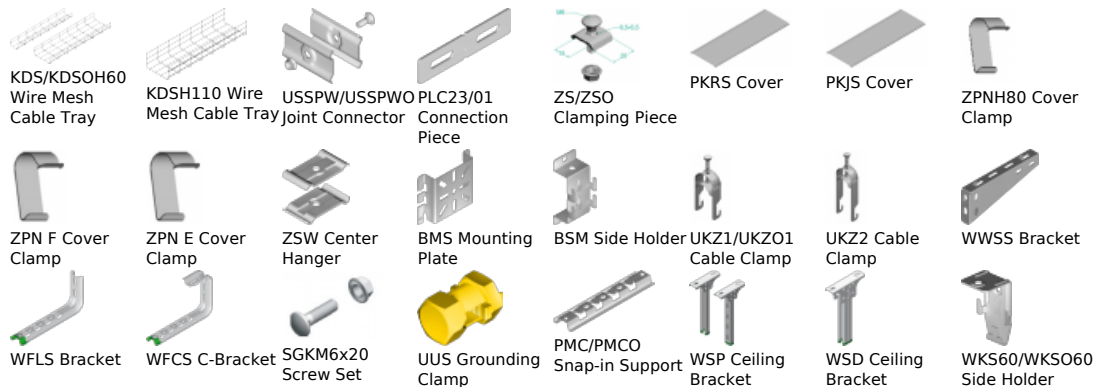 KDS/KDSOH60
Wire Mesh
Cable Tray
KDSH110 Wire
Mesh Cable Tray
USSPW/USSPWO
Joint Connector
PLC23/01
Connection
Piece
ZS/ZSO
Clamping Piece
PKRS Cover
PKJS Cover
ZPNH80 Cover
Clamp
ZPN F Cover
Clamp
ZPN E Cover
Clamp
ZSW Center
Hanger
BMS Mounting
Plate
BSM Side Holder
UKZ1/UKZO1
Cable Clamp
UKZ2 Cable
Clamp
WWSS Bracket
WFLS Bracket
WFCS C-Bracket
SGKM6x20
Screw Set
UUS Grounding
Clamp
PMC/PMCO
Snap-in Support
WSP Ceiling
Bracket
WSD Ceiling
Bracket
WKS60/WKSO60
Side Holder